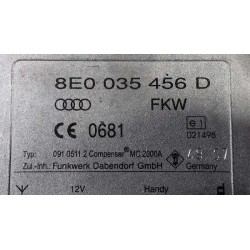 8E0 035 456 D
FKW
CE 0681
e1
021498
Typ: 091 0511 2 Compenser MC 2000A
Zul.-Inh.: Funkwerk Dabendorf GmbH
Germany
12V Handy